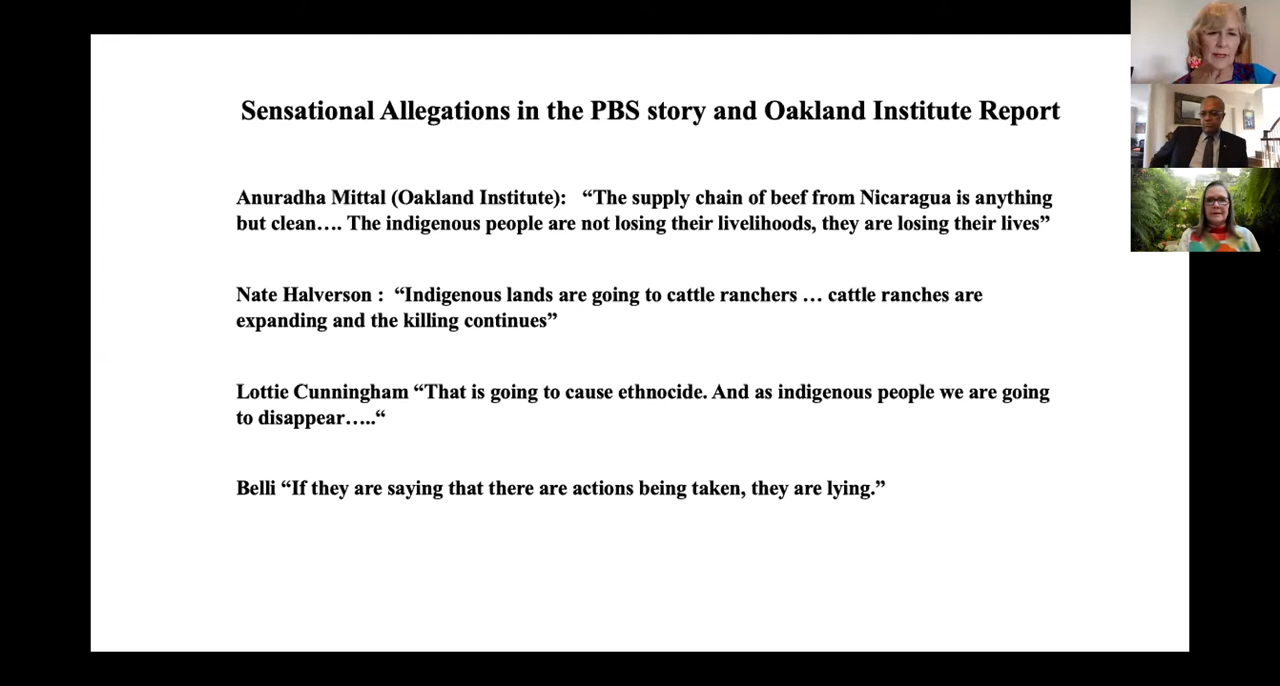 Sensational Allegations in the PBS story and Oakland Institute Report
Anuradha Mittal (Oakland Institute): “The supply chain of beef from Nicaragua is anything
but clean…. The indigenous people are not losing their livelihoods, they are losing their lives”
Nate Halverson : “Indigenous lands are going to cattle ranchers … cattle ranches are
expanding and the killing continues”
Lottie Cunningham “That is going to cause ethnocide. And as indigenous people we are going
to disappear…..“
Belli “If they are saying that there are actions being taken, they are lying.”